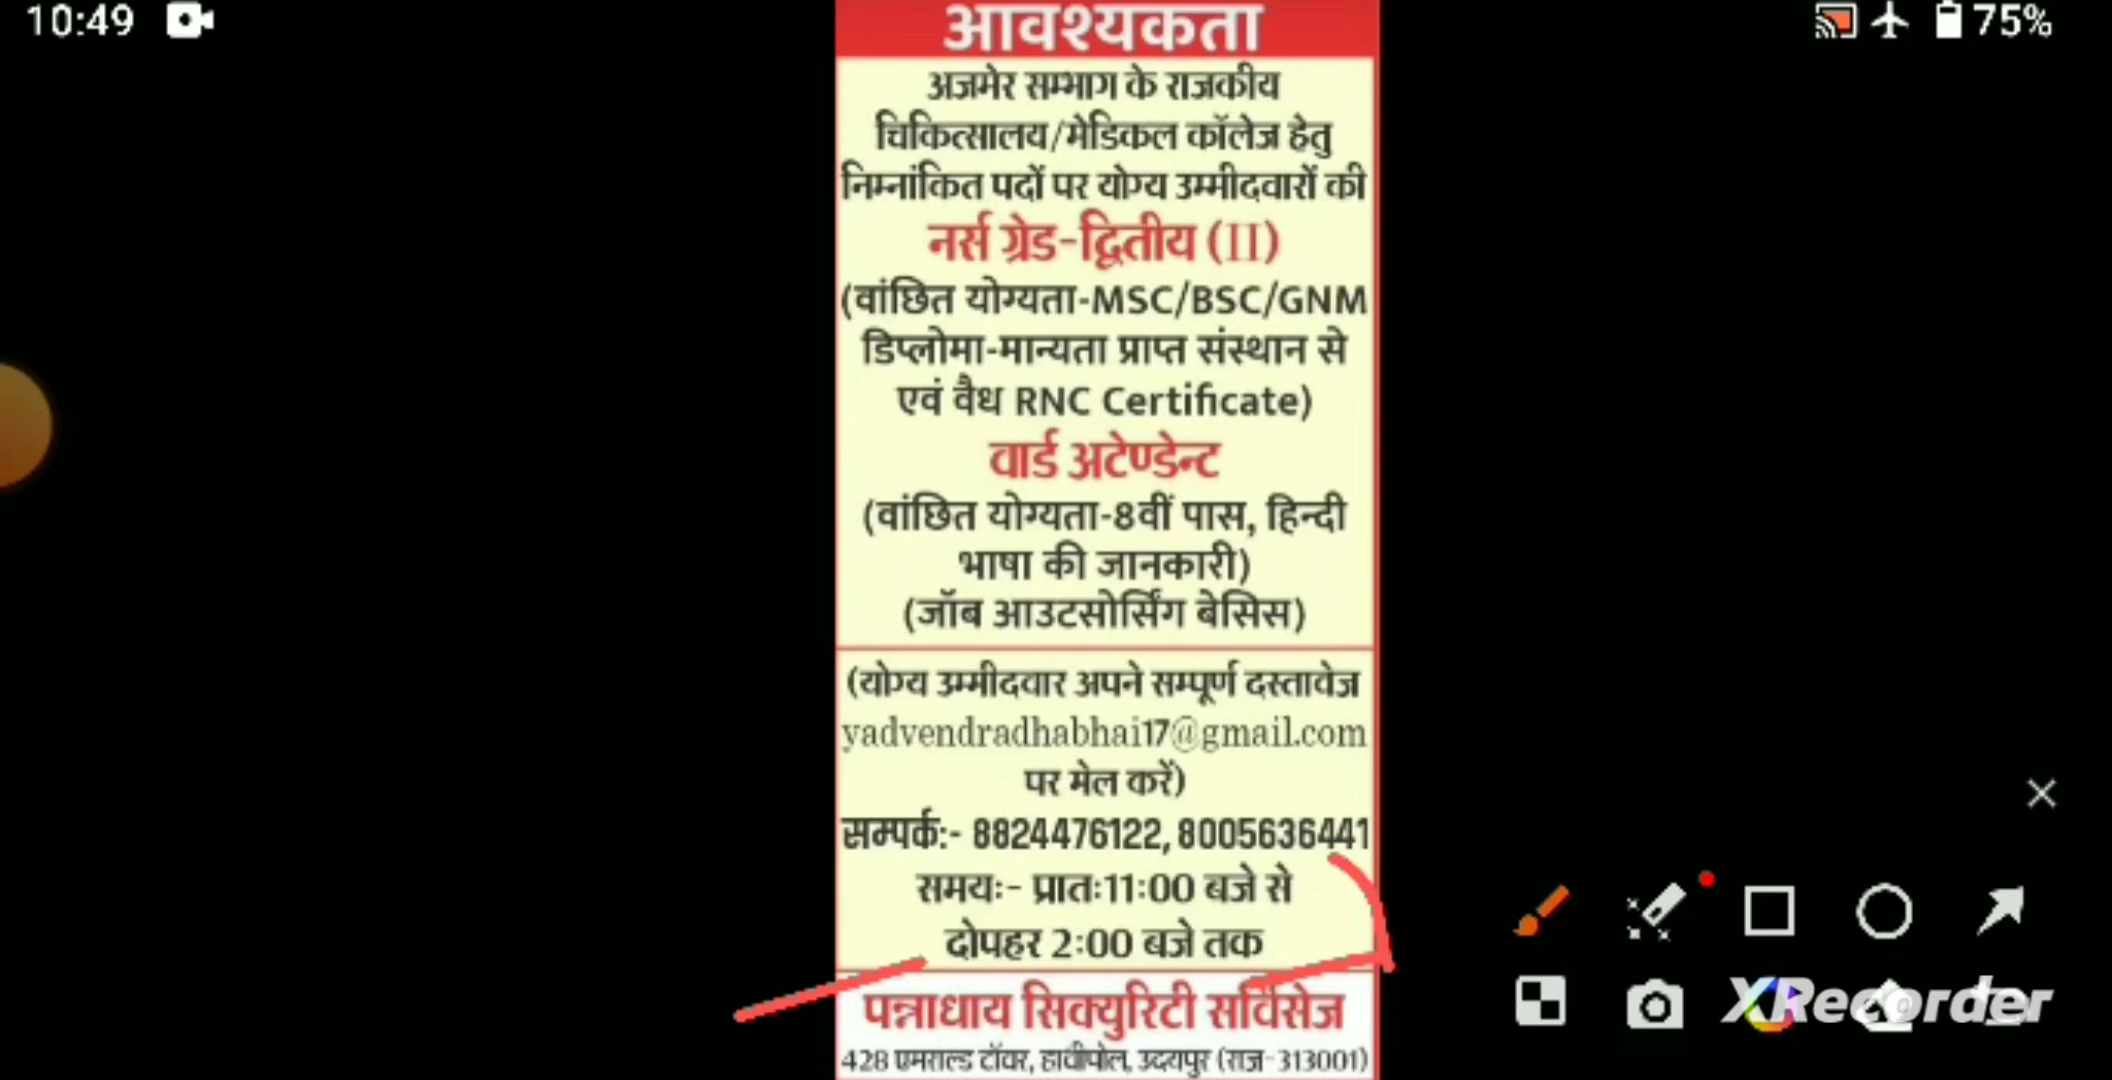 10:49
75%
आवश्यकता
अजमेर सम्भाग के राजकीय
चिकित्सालय/मेडिकल कॉलेज हेतु
निम्नांकित पदों पर योग्य उम्मीदवारों की
नर्स ग्रेड-द्वितीय (II)
(वांछित योग्यता-MSC/BSC/GNM
डिप्लोमा-मान्यता प्राप्त संस्थान से
एवं वैध RNC Certificate)
वार्ड अटेण्डेन्ट
(वांछित योग्यता-8वीं पास, हिन्दी
भाषा की जानकारी)
(जॉब आउटसोर्सिंग बेसिस)
(योग्य उम्मीदवार अपने सम्पूर्ण दस्तावेज
yadvendradhabhai17@gmail.com
पर मेल करें)
सम्पर्क:- 8824476122, 8005636441
समयः- प्रातः11:00 बजे से
दोपहर 2:00 बजे तक
पन्नाधाय सिक्युरिटी सर्विसेज
428 एमराल्ड टॉवर, हाथीपोल, उदयपुर (राज-313001)
XRecorder